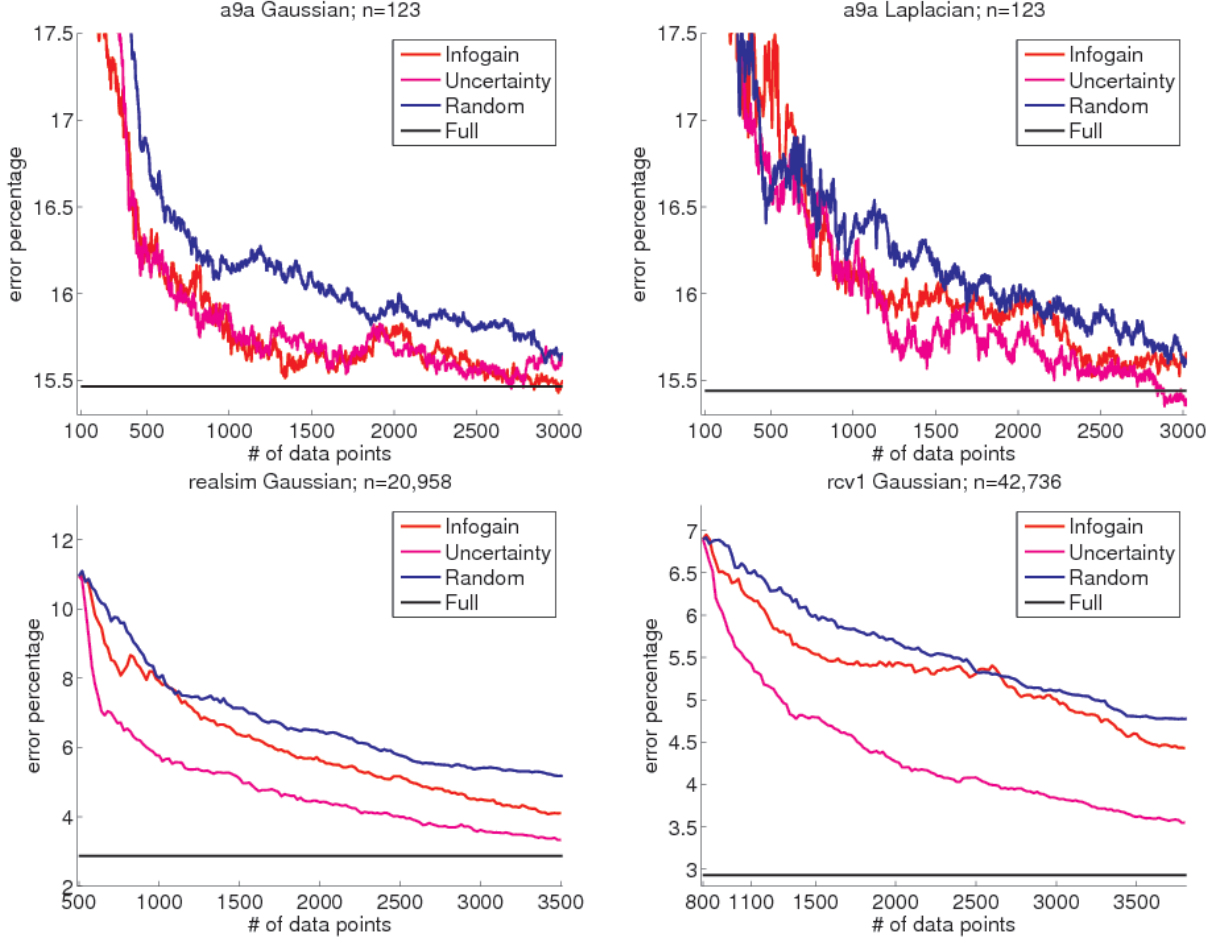 a9a Gaussian; n=123
17.5
17
16.5
16
15.5
error percentage
Infogain
Uncertainty
Random
Full
100 500 1000 1500 2000 2500 3000
# of data points
a9a Laplacian; n=123
17.5
17
16.5
16
15.5
error percentage
Infogain
Uncertainty
Random
Full
100 500 1000 1500 2000 2500 3000
# of data points
realsim Gaussian; n=20,958
12
10
8
6
4
2
error percentage
Infogain
Uncertainty
Random
Full
500 1000 1500 2000 2500 3000 3500
# of data points
rcv1 Gaussian; n=42,736
7
6.5
6
5.5
5
4.5
4
3.5
3
error percentage
Infogain
Uncertainty
Random
Full
800 1100 1500 2000 2500 3000 3500
# of data points